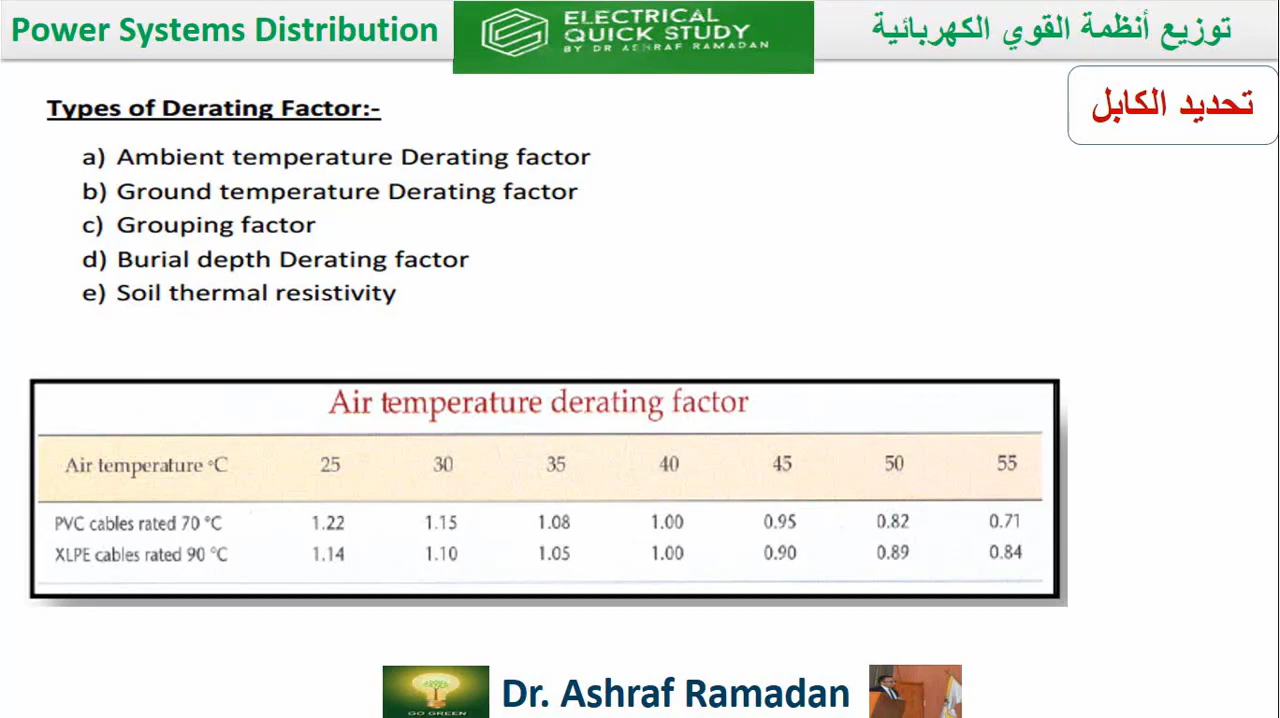 Power Systems Distribution
ELECTRICAL
QUICK STUDY
BY DR ASHRAF RAMADAN
توزيع أنظمة القوي الكهربائية
تحديد الكابل
Types of Derating Factor:-
a) Ambient temperature Derating factor
b) Ground temperature Derating factor
c) Grouping factor
d) Burial depth Derating factor
e) Soil thermal resistivity
Air temperature derating factor
Air temperature °C 25 30 35 40 45 50 55
PVC cables rated 70 °C 1.22 1.15 1.08 1.00 0.95 0.82 0.71
XLPE cables rated 90 °C 1.14 1.10 1.05 1.00 0.90 0.89 0.84
GO GREEN
Dr. Ashraf Ramadan